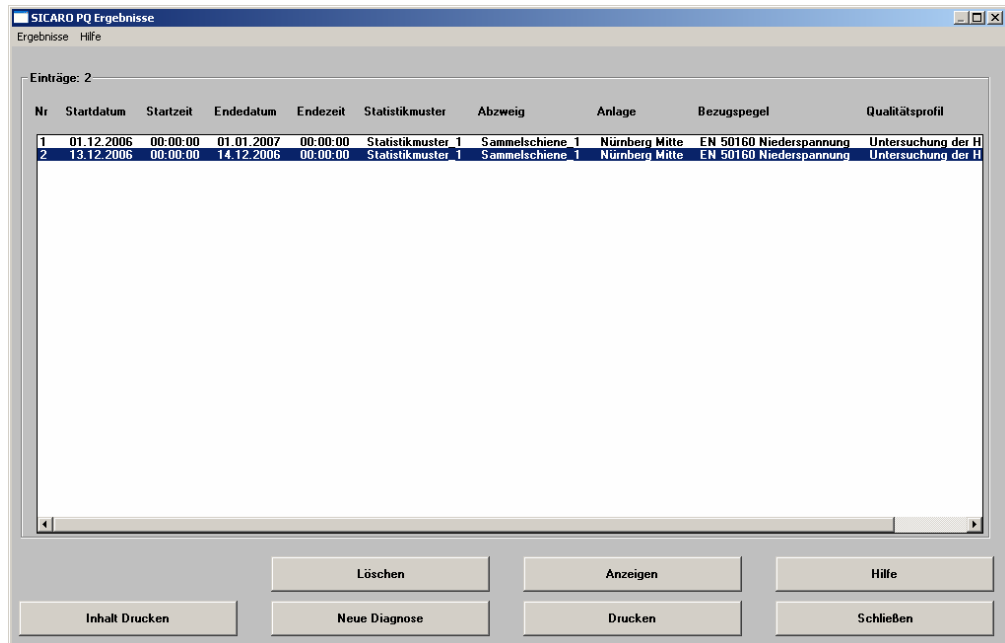 SICARO PQ Ergebnisse
Ergebnisse Hilfe
Einträge: 2
Nr Startdatum Startzeit Endedatum Endezeit Statistikmuster Abzweig Anlage Bezugspegel Qualitätsprofil
1 01.12.2006 00:00:00 01.01.2007 00:00:00 Statistikmuster_1 Sammelschiene_1 Nürnberg Mitte EN 50160 Niederspannung Untersuchung der H
2 13.12.2006 00:00:00 14.12.2006 00:00:00 Statistikmuster_1 Sammelschiene_1 Nürnberg Mitte EN 50160 Niederspannung Untersuchung der H
Löschen Anzeigen Hilfe
Inhalt Drucken Neue Diagnose Drucken Schließen